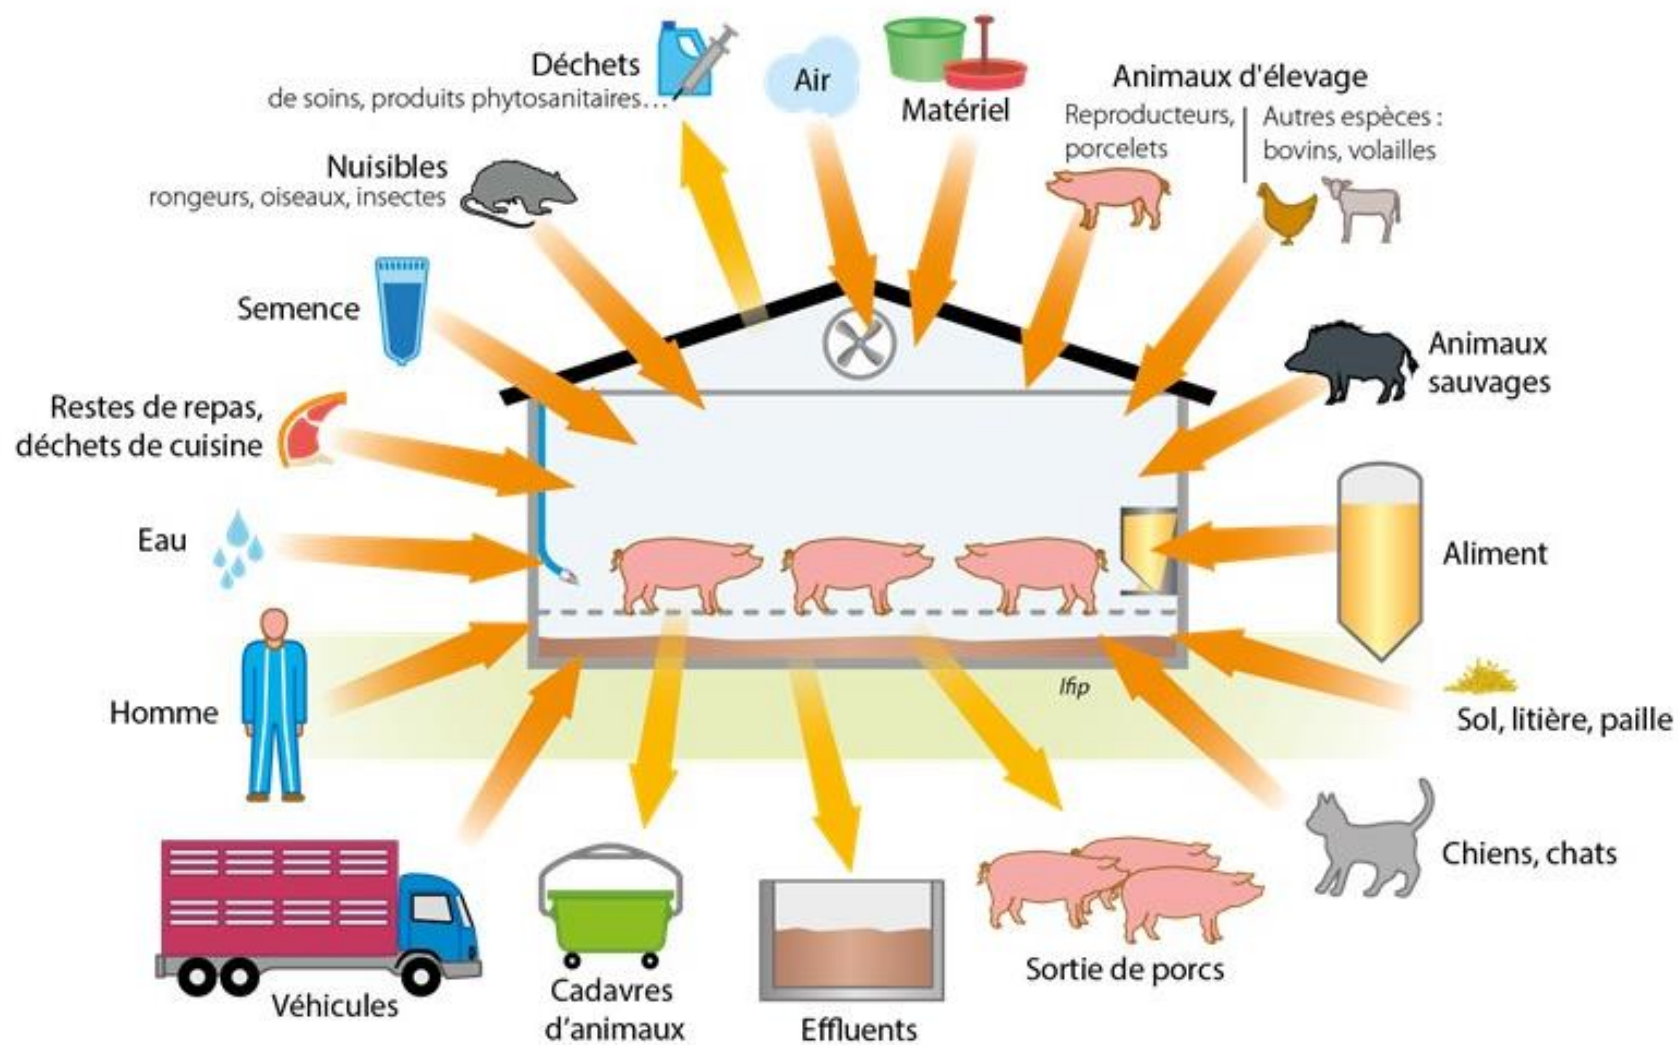 Déchets
de soins, produits phytosanitaires...
Air
Matériel
Animaux d'élevage
Reproducteurs,
porcelets
Autres espèces :
bovins, volailles
Nuisibles
rongeurs, oiseaux, insectes
Semence
Animaux
sauvages
Restes de repas,
déchets de cuisine
Eau
Aliment
Homme
Ifip
Sol, litière, paille
Chiens, chats
Véhicules
Cadavres
d'animaux
Effluents
Sortie de porcs